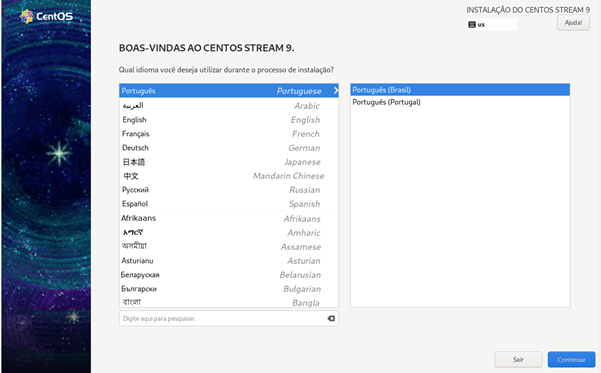 CentOS
INSTALAÇÃO DO CENTOS STREAM 9
us
Ajuda!
BOAS-VINDAS AO CENTOS STREAM 9.
Qual idioma você deseja utilizar durante o processo de instalação?
Português Portuguese
العربية Arabic
English English
Français French
Deutsch German
日本語 Japanese
中文 Mandarin Chinese
Русский Russian
Español Spanish
Afrikaans Afrikaans
አማርኛ Amharic
অসমীয়া Assamese
Asturianu Asturian
Беларуская Belarusian
Български Bulgarian
বাংলা Bangla
Português (Brasil)
Português (Portugal)
Digite aqui para pesquisar.
Sair
Continuar